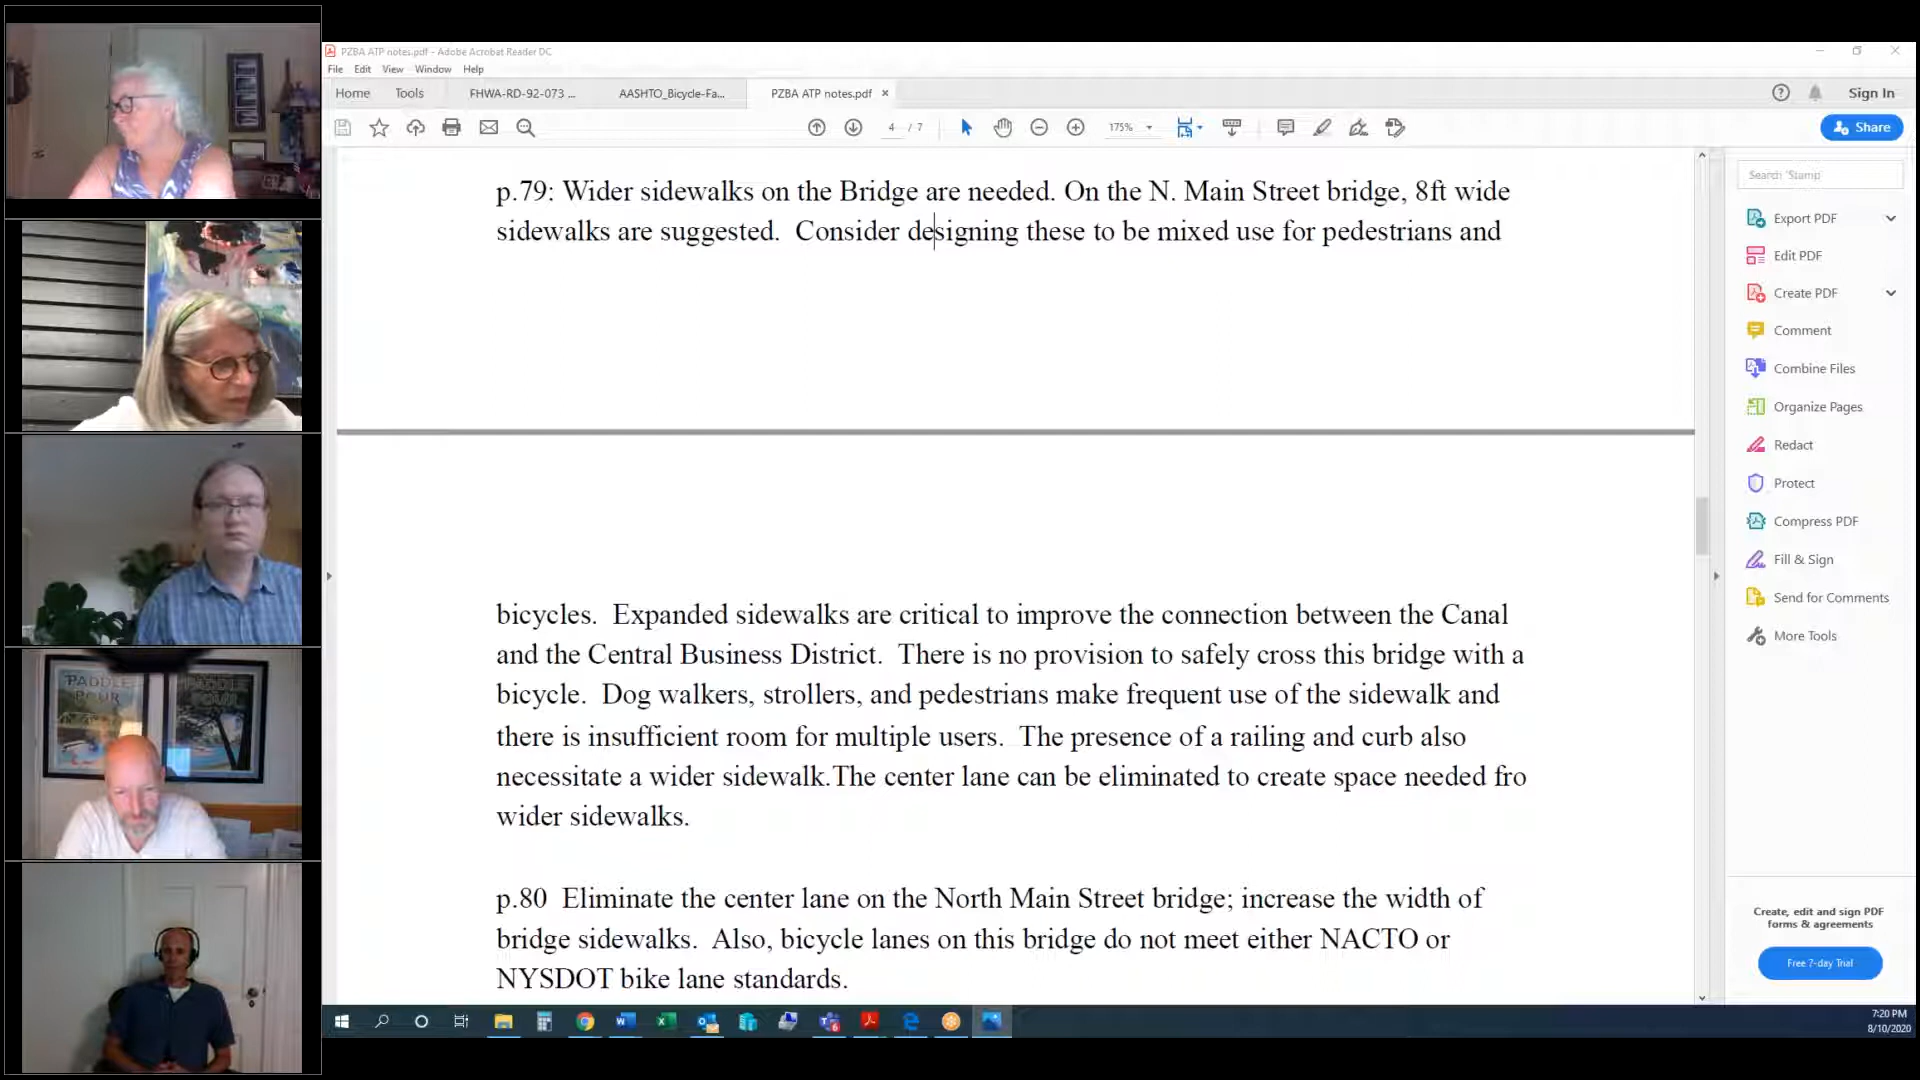 PZBA ATP notes.pdf - Adobe Acrobat Reader DC
File Edit View Window Help
Home Tools FHWA-RD-92-073 ... AASHTO_Bicycle-Fa... PZBA ATP notes.pdf × Sign In
4 / 7 175% Share
p.79: Wider sidewalks on the Bridge are needed. On the N. Main Street bridge, 8ft wide
sidewalks are suggested. Consider designing these to be mixed use for pedestrians and
bicycles. Expanded sidewalks are critical to improve the connection between the Canal
and the Central Business District. There is no provision to safely cross this bridge with a
bicycle. Dog walkers, strollers, and pedestrians make frequent use of the sidewalk and
there is insufficient room for multiple users. The presence of a railing and curb also
necessitate a wider sidewalk.The center lane can be eliminated to create space needed fro
wider sidewalks.
p.80 Eliminate the center lane on the North Main Street bridge; increase the width of
bridge sidewalks. Also, bicycle lanes on this bridge do not meet either NACTO or
NYSDOT bike lane standards.
Search 'Stamp'
Export PDF
Edit PDF
Create PDF
Comment
Combine Files
Organize Pages
Redact
Protect
Compress PDF
Fill & Sign
Send for Comments
More Tools
Create, edit and sign PDF
forms & agreements
Free 7-day Trial
PADDLE
POUR
7:20 PM
8/10/2020